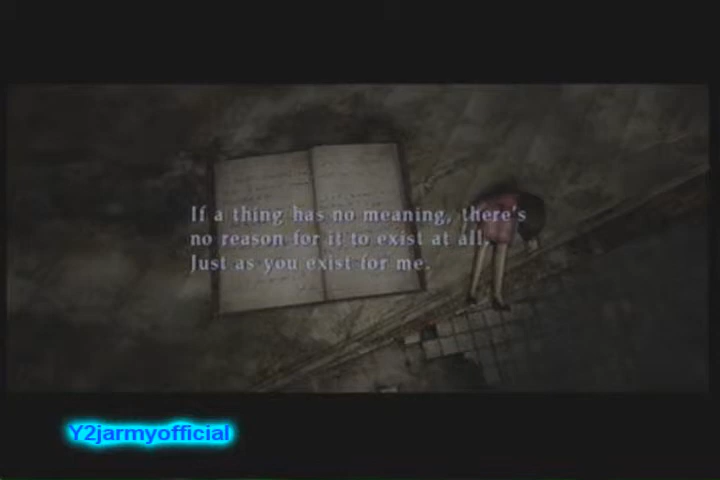 If a thing has no meaning, there's
no reason for it to exist at all.
Just as you exist for me.
Y2jarmyofficial